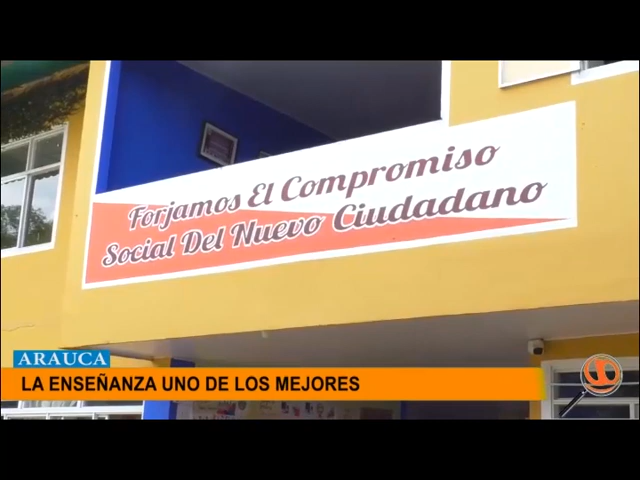 Forjamos El Compromiso
Social Del Nuevo Ciudadano
ARAUCA
LA ENSEÑANZA UNO DE LOS MEJORES